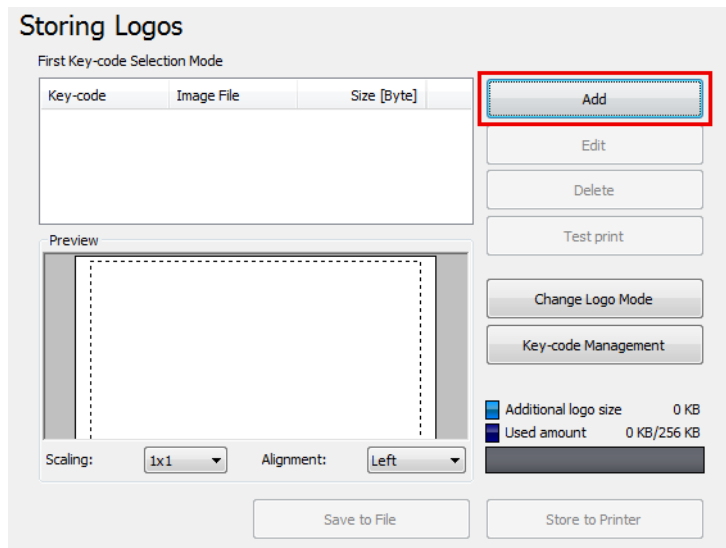 Storing Logos
First Key-code Selection Mode
Key-code Image File Size [Byte]
Add
Edit
Delete
Test print
Preview
Change Logo Mode
Key-code Management
Additional logo size 0 KB
Used amount 0 KB/256 KB
Scaling: 1x1 Alignment: Left
Save to File Store to Printer